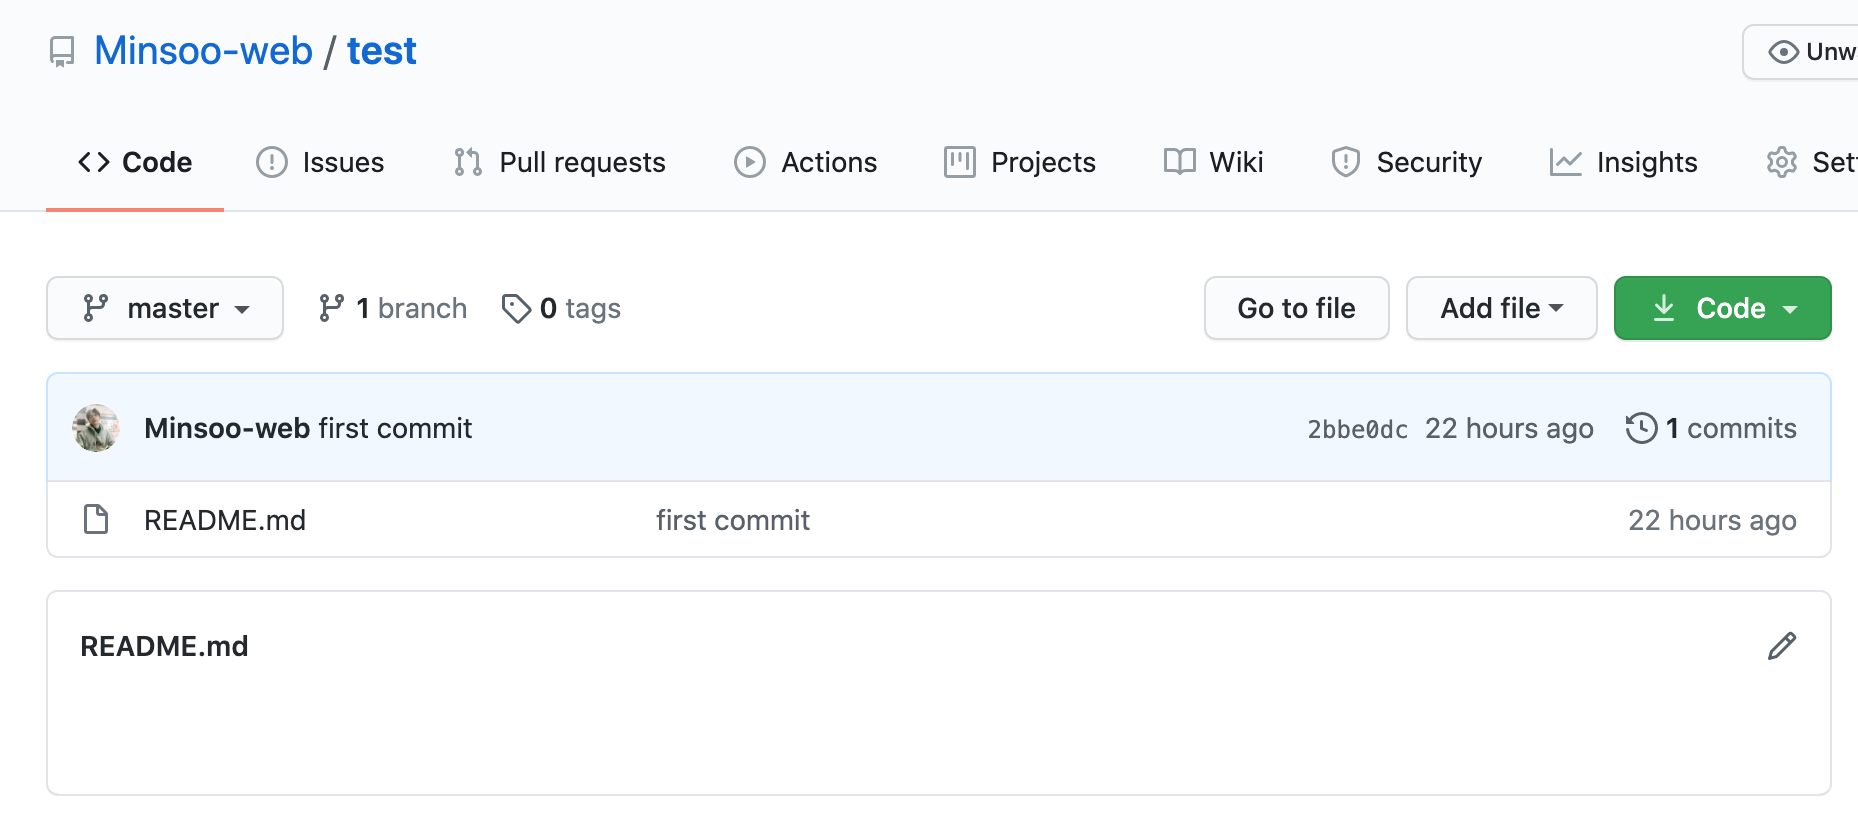 Minsoo-web / test
Unw
Code Issues Pull requests Actions Projects Wiki Security Insights Set
master 1 branch 0 tags Go to file Add file Code
Minsoo-web first commit 2bbe0dc 22 hours ago 1 commits
README.md first commit 22 hours ago
README.md